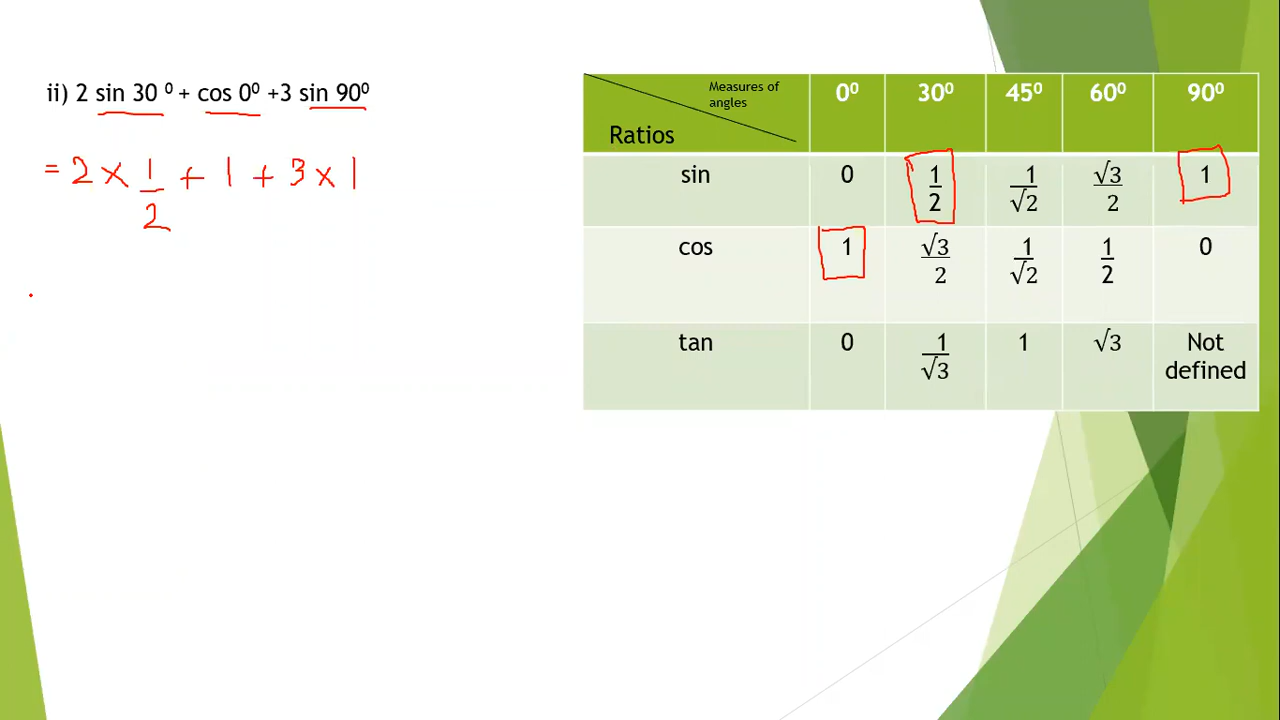 ii) 2 sin 30 ⁰ + cos 0⁰ +3 sin 90⁰
= 2 × 1/2 + 1 + 3 × 1
Measures of angles
Ratios
0⁰ 30⁰ 45⁰ 60⁰ 90⁰
sin 0 1/2 1/√2 √3/2 1
cos 1 √3/2 1/√2 1/2 0
tan 0 1/√3 1 √3 Not defined